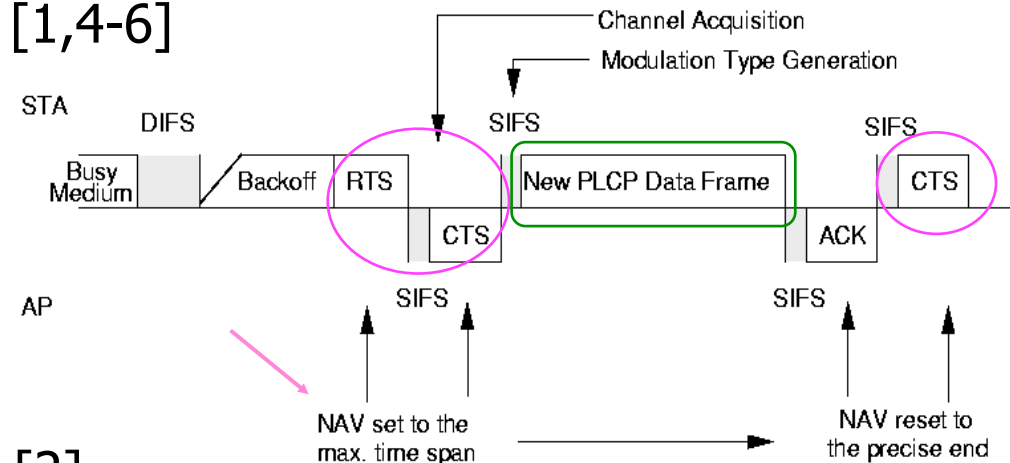 [1,4-6]
Channel Acquisition
Modulation Type Generation
STA
DIFS
SIFS
SIFS
Busy
Medium
Backoff
RTS
New PLCP Data Frame
CTS
CTS
ACK
AP
SIFS
SIFS
NAV set to the
max. time span
NAV reset to
the precise end